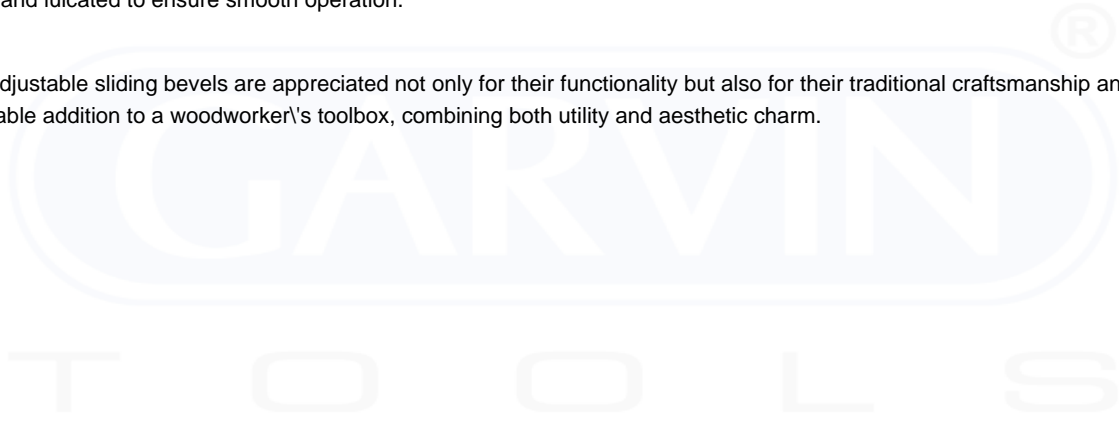 and lulcated to ensure smooth operation.
®
djustable sliding bevels are appreciated not only for their functionality but also for their traditional craftsmanship an
able addition to a woodworker\'s toolbox, combining both utility and aesthetic charm.
GARVIN
TOOLS